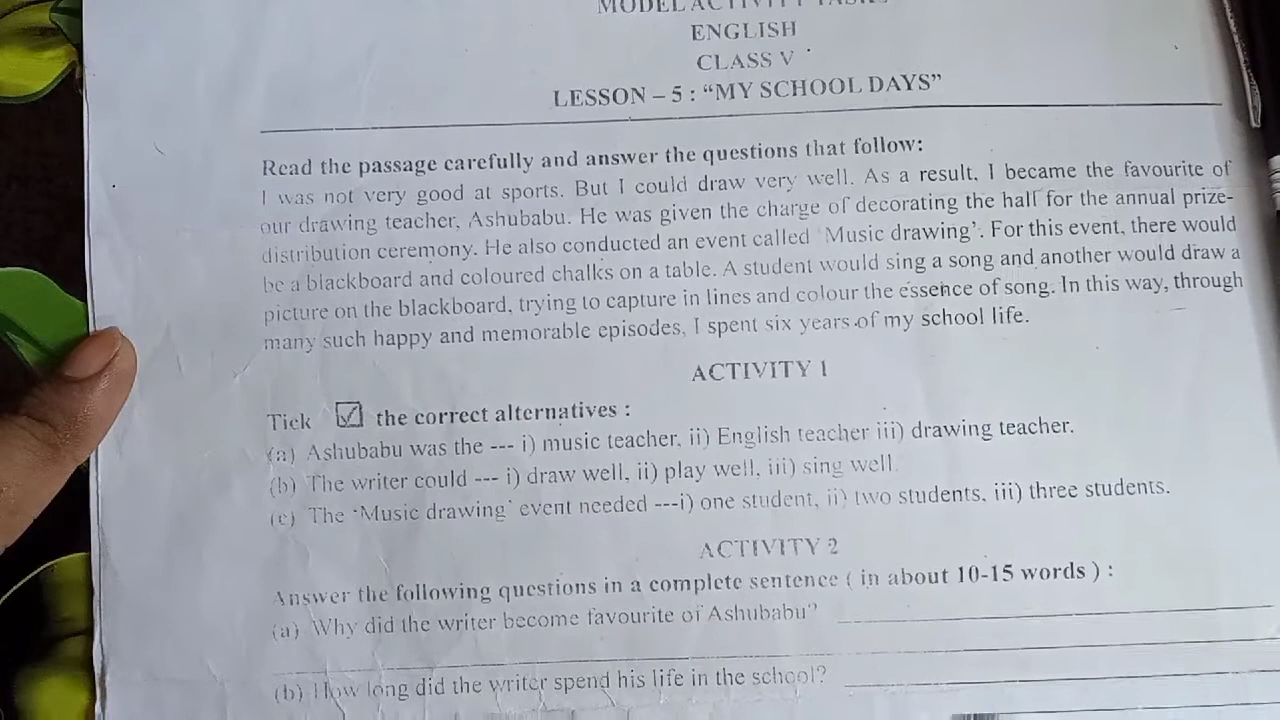 MODEL ACTIVITY TASKS
ENGLISH
CLASS V
LESSON – 5 : “MY SCHOOL DAYS”
Read the passage carefully and answer the questions that follow:
I was not very good at sports. But I could draw very well. As a result, I became the favourite of
our drawing teacher, Ashubabu. He was given the charge of decorating the hall for the annual prize-
distribution ceremony. He also conducted an event called ‘Music drawing’. For this event, there would
be a blackboard and coloured chalks on a table. A student would sing a song and another would draw a
picture on the blackboard, trying to capture in lines and colour the essence of song. In this way, through
many such happy and memorable episodes, I spent six years of my school life.
ACTIVITY 1
Tick ☑ the correct alternatives :
(a) Ashubabu was the --- i) music teacher, ii) English teacher iii) drawing teacher.
(b) The writer could --- i) draw well, ii) play well, iii) sing well.
(c) The ‘Music drawing’ event needed ---i) one student, ii) two students, iii) three students.
ACTIVITY 2
Answer the following questions in a complete sentence ( in about 10-15 words ) :
(a) Why did the writer become favourite of Ashubabu?
(b) How long did the writer spend his life in the school?